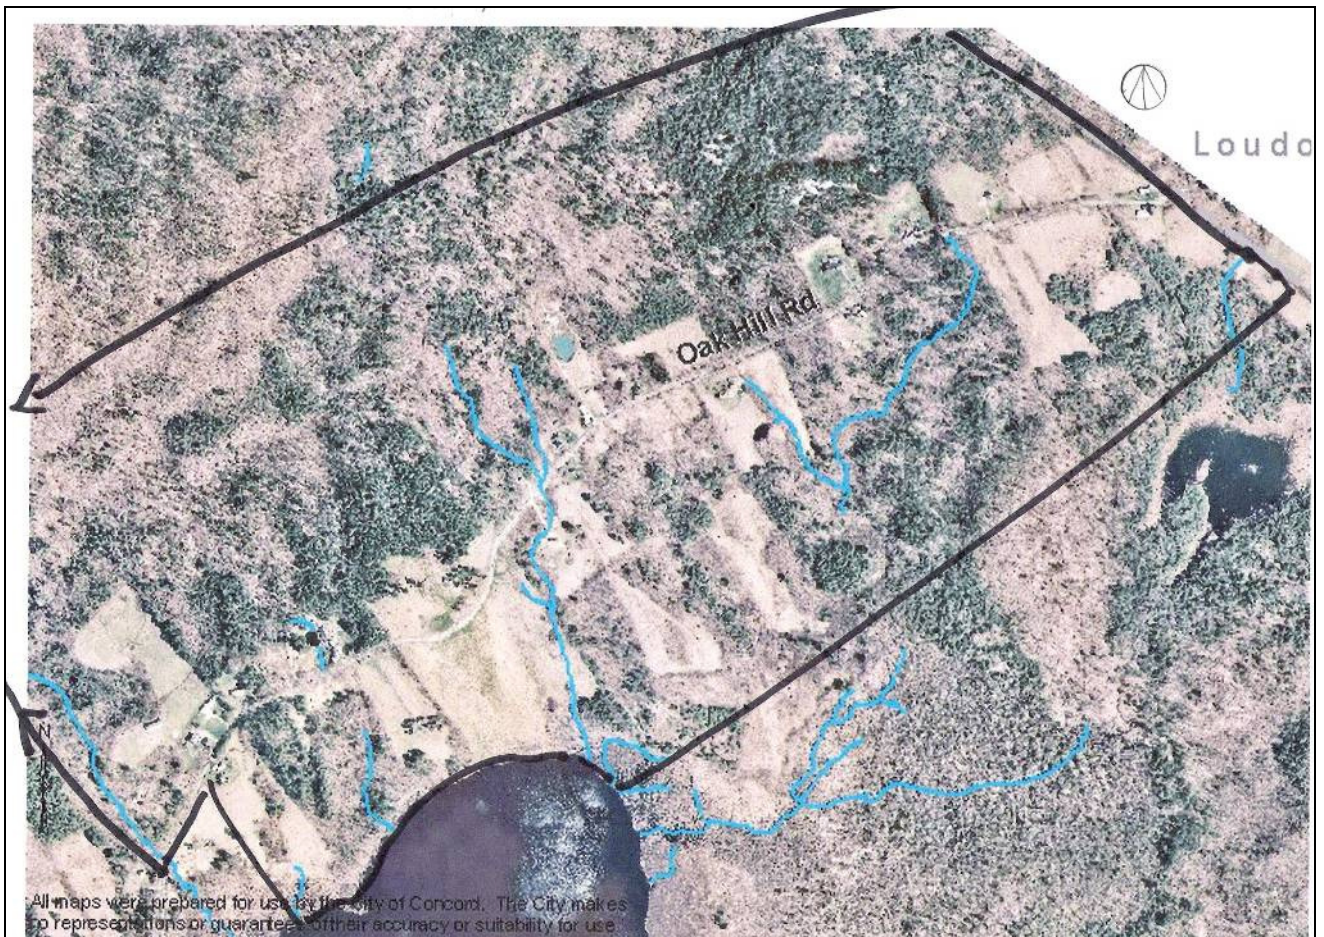 Loudo
Oak Hill Rd
N
All maps were prepared for use by the City of Concord. The City makes
no representations or guarantees of their accuracy or suitability for use.